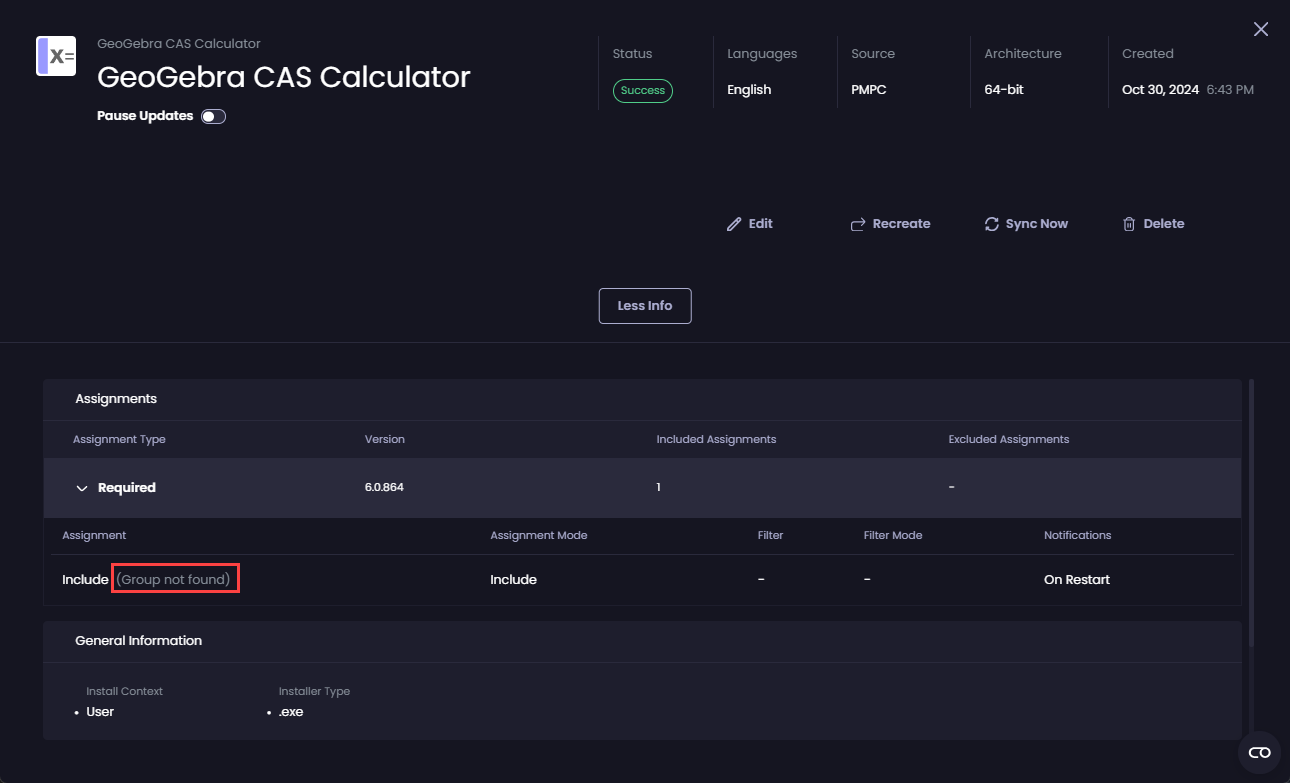 X=
GeoGebra CAS Calculator
GeoGebra CAS Calculator
Pause Updates
Status Languages Source Architecture Created
Success English PMPC 64-bit Oct 30, 2024 6:43 PM
Edit Recreate Sync Now Delete
Less Info
Assignments
Assignment Type Version Included Assignments Excluded Assignments
Required 6.0.864 1 -
Assignment Assignment Mode Filter Filter Mode Notifications
Include (Group not found) Include - - On Restart
General Information
Install Context Installer Type
• User • .exe